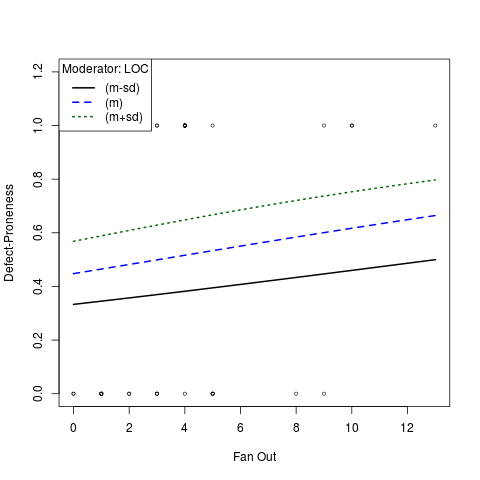 Moderator: LOC
(m-sd)
(m)
(m+sd)
Defect-Proneness
1.2
1.0
0.8
0.6
0.4
0.2
0.0
0 2 4 6 8 10 12
Fan Out